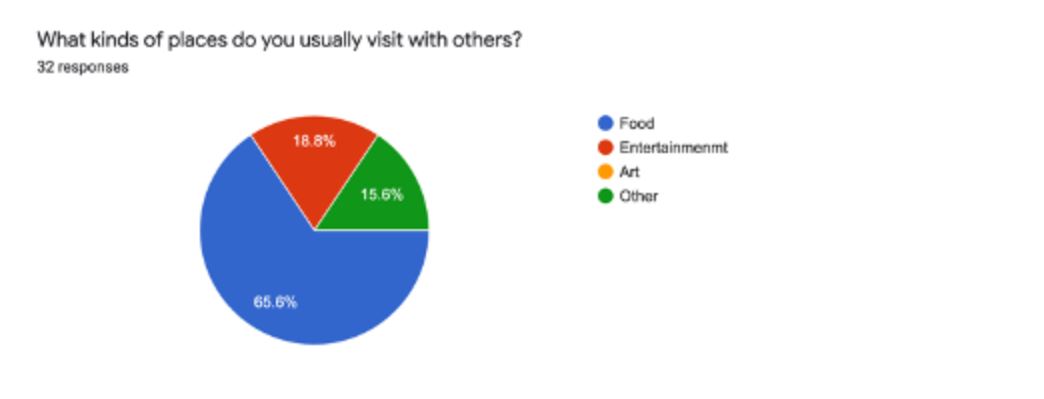 What kinds of places do you usually visit with others?
32 responses
18.8%
15.6%
65.6%
Food
Entertainmenmt
Art
Other